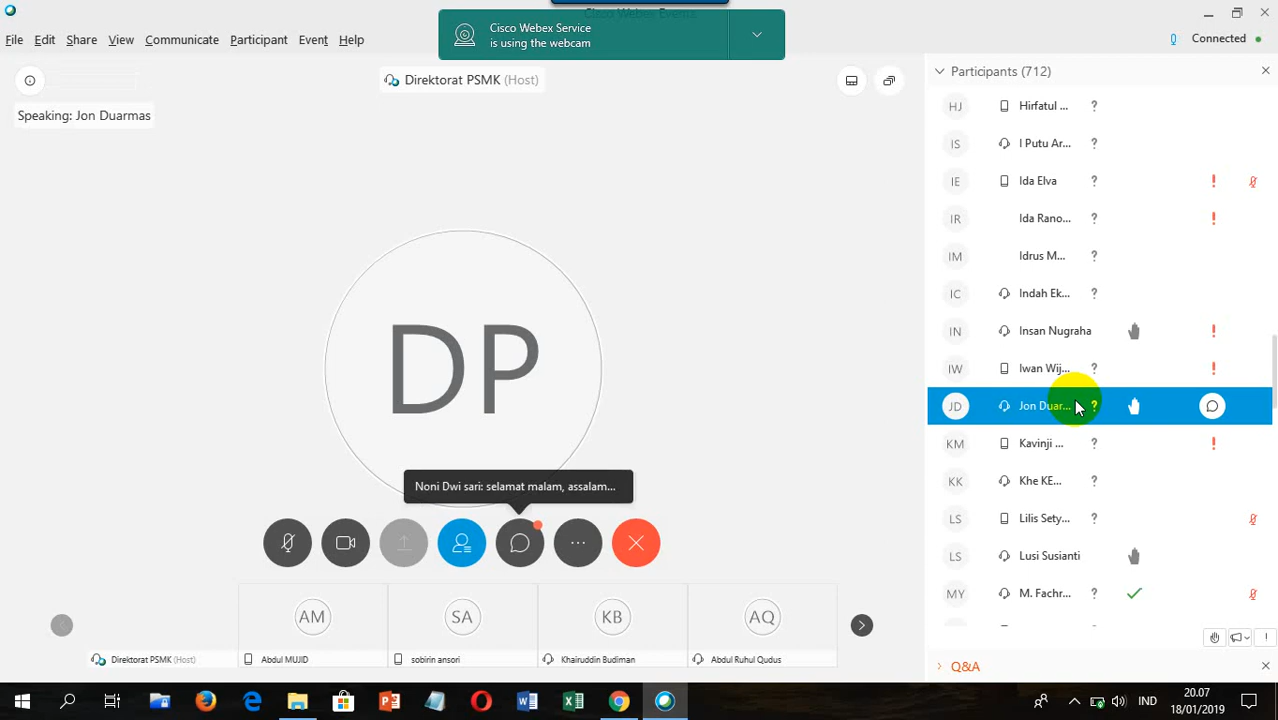 Cisco Webex Events
Cisco Webex Service
is using the webcam
File Edit Share View Communicate Participant Event Help
Connected
Direktorat PSMK (Host)
Speaking: Jon Duarmas
DP
Noni Dwi sari: selamat malam, assalam...
AM
SA
KB
AQ
Direktorat PSMK (Host)
Abdul MUJID
sobirin ansori
Khairuddin Budiman
Abdul Ruhul Qudus
Participants (712)
HJ Hirfatul ... ?
IS I Putu Ar... ?
IE Ida Elva ? !
IR Ida Rano... ? !
IM Idrus M... ?
IC Indah Ek... ?
IN Insan Nugraha !
IW Iwan Wij... ? !
JD Jon Duar... ?
KM Kavinji ... ? !
KK Khe KE... ?
LS Lilis Sety... ?
LS Lusi Susianti
MY M. Fachr... ?
!
Q&A
IND
20.07
18/01/2019